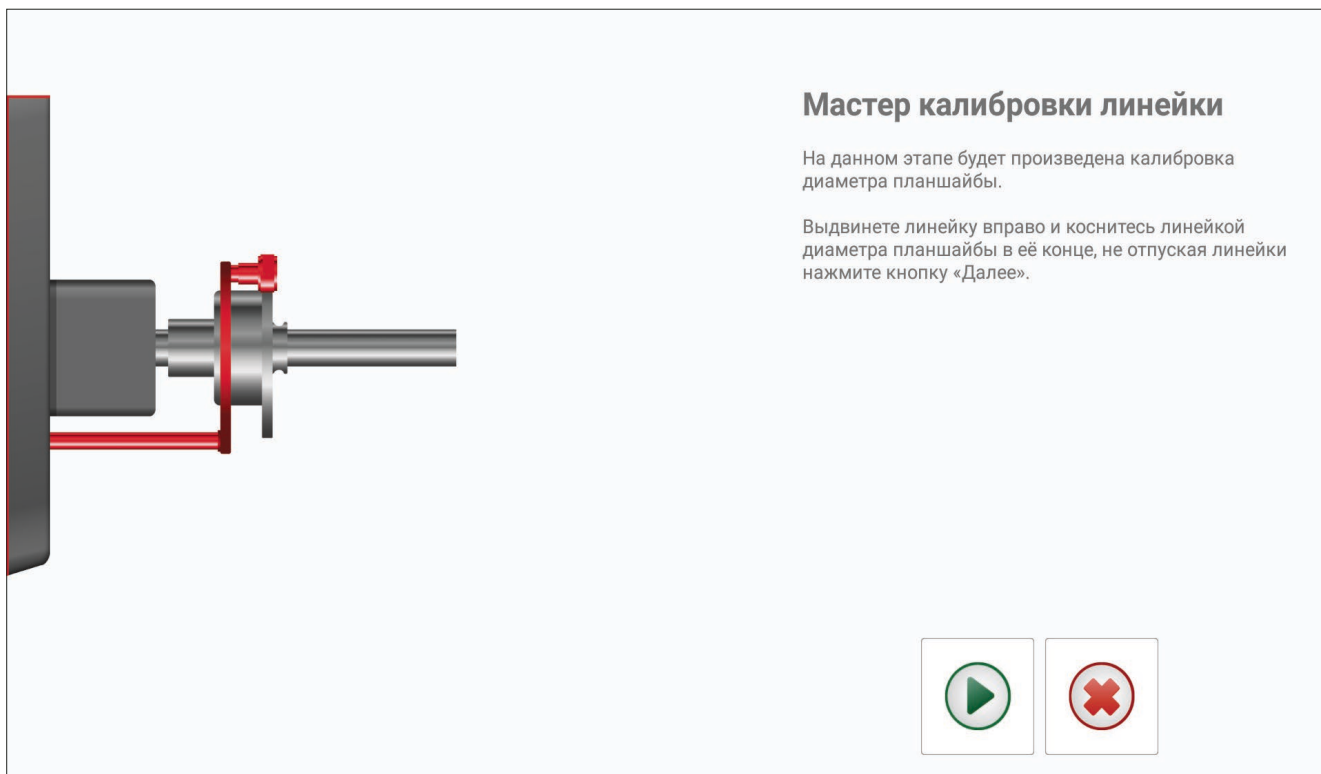 Мастер калибровки линейки
На данном этапе будет произведена калибровка
диаметра планшайбы.
Выдвинете линейку вправо и коснитесь линейкой
диаметра планшайбы в её конце, не отпуская линейки
нажмите кнопку «Далее».